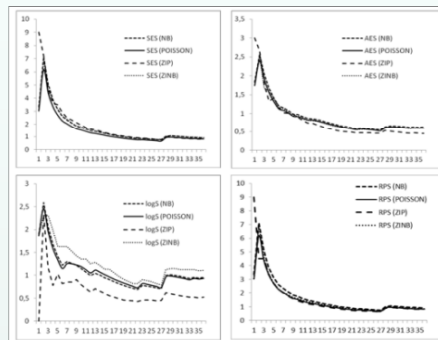 10
9
8
7
6
5
4
3
2
1
0
SES (NB)
SES (POISSON)
SES (ZIP)
SES (ZINB)
1 3 5 7 9 11 13 15 17 19 21 23 25 27 29 31 33 35
3,5
3
2,5
2
1,5
1
0,5
0
AES (NB)
AES (POISSON)
AES (ZIP)
AES (ZINB)
1 3 5 7 9 11 13 15 17 19 21 23 25 27 29 31 33 35
3
2,5
2
1,5
1
0,5
0
logS (NB)
logS (POISSON)
logS (ZIP)
logS (ZINB)
1 3 5 7 9 11 13 15 17 19 21 23 25 27 29 31 33 35
10
9
8
7
6
5
4
3
2
1
0
RPS (NB)
RPS (POISSON)
RPS (ZIP)
RPS (ZINB)
1 3 5 7 9 11 13 15 17 19 21 23 25 27 29 31 33 35